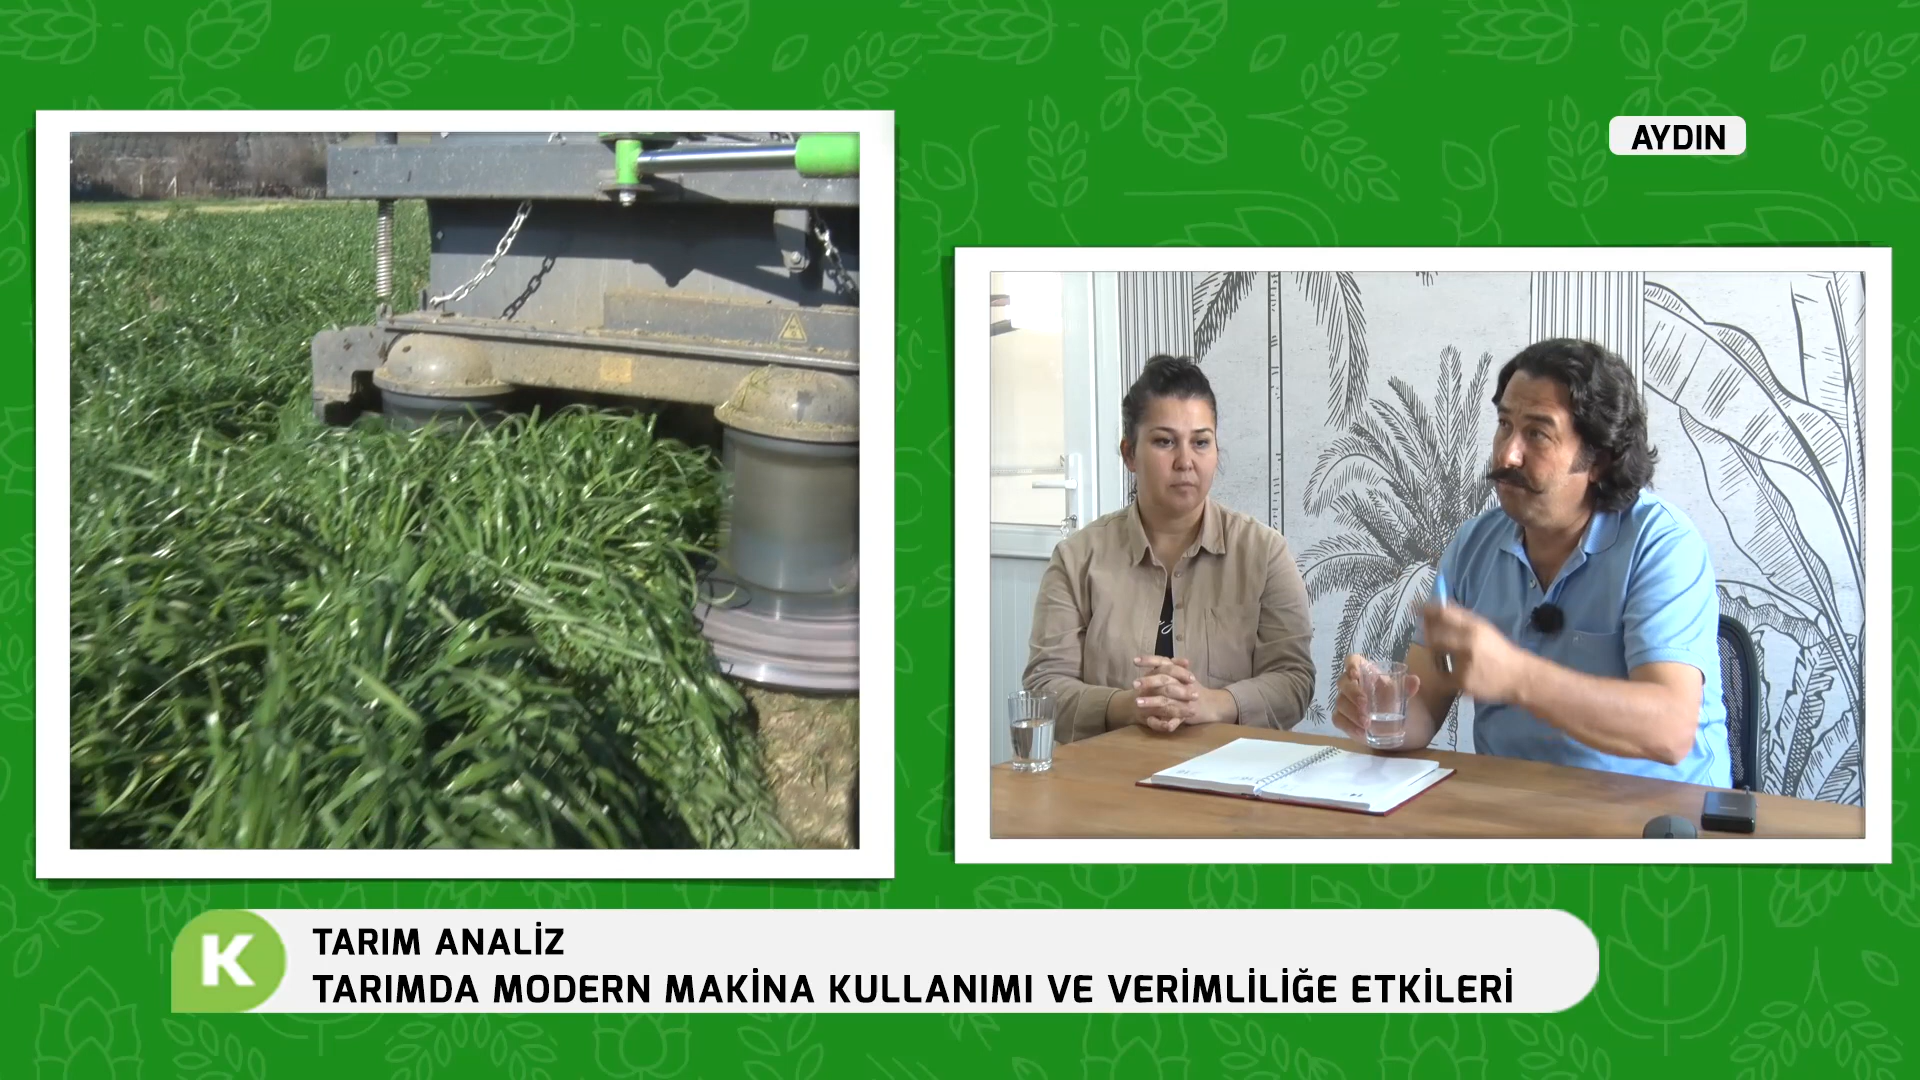 AYDIN
K
TARIM ANALİZ
TARIMDA MODERN MAKİNA KULLANIMI VE VERİMLİLİĞE ETKİLERİ